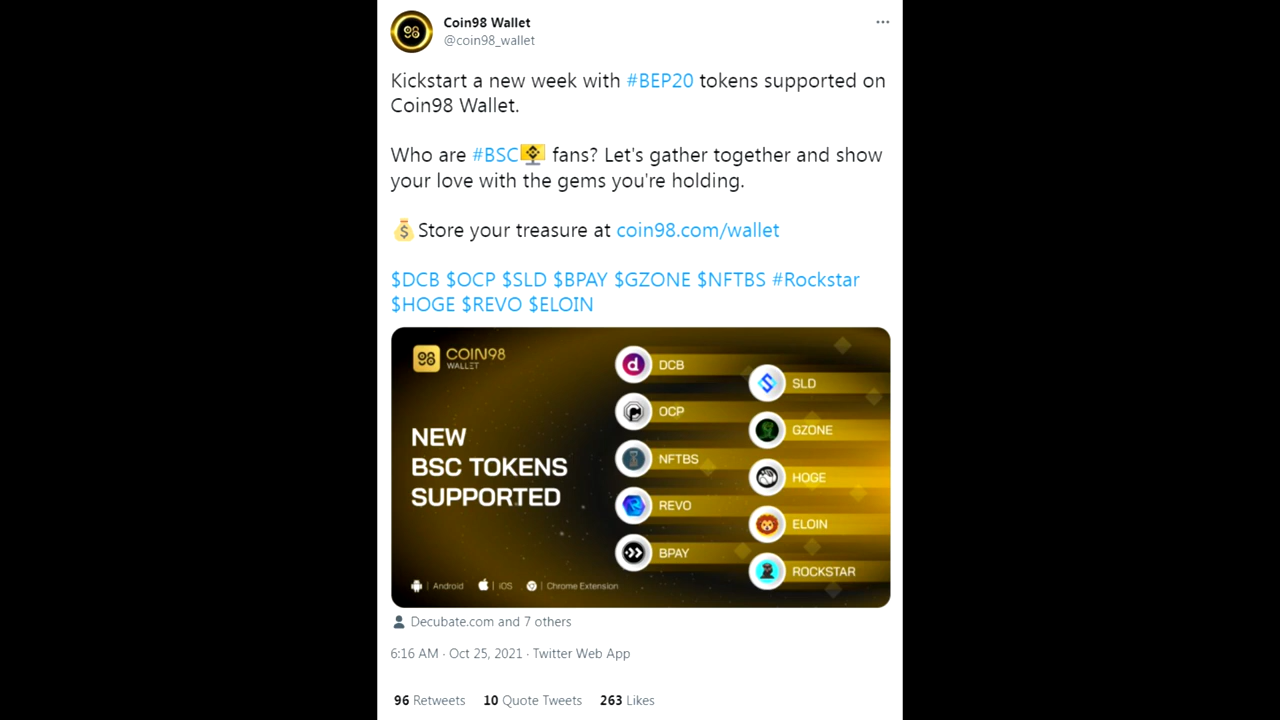 Coin98 Wallet
@coin98_wallet
Kickstart a new week with #BEP20 tokens supported on
Coin98 Wallet.
Who are #BSC fans? Let's gather together and show
your love with the gems you're holding.
Store your treasure at coin98.com/wallet
$DCB $OCP $SLD $BPAY $GZONE $NFTBS #Rockstar
$HOGE $REVO $ELOIN
98 COIN98
WALLET
NEW
BSC TOKENS
SUPPORTED
DCB
OCP
NFTBS
REVO
BPAY
SLD
GZONE
HOGE
ELOIN
ROCKSTAR
| Android | iOS | Chrome Extension
Decubate.com and 7 others
6:16 AM · Oct 25, 2021 · Twitter Web App
96 Retweets 10 Quote Tweets 263 Likes